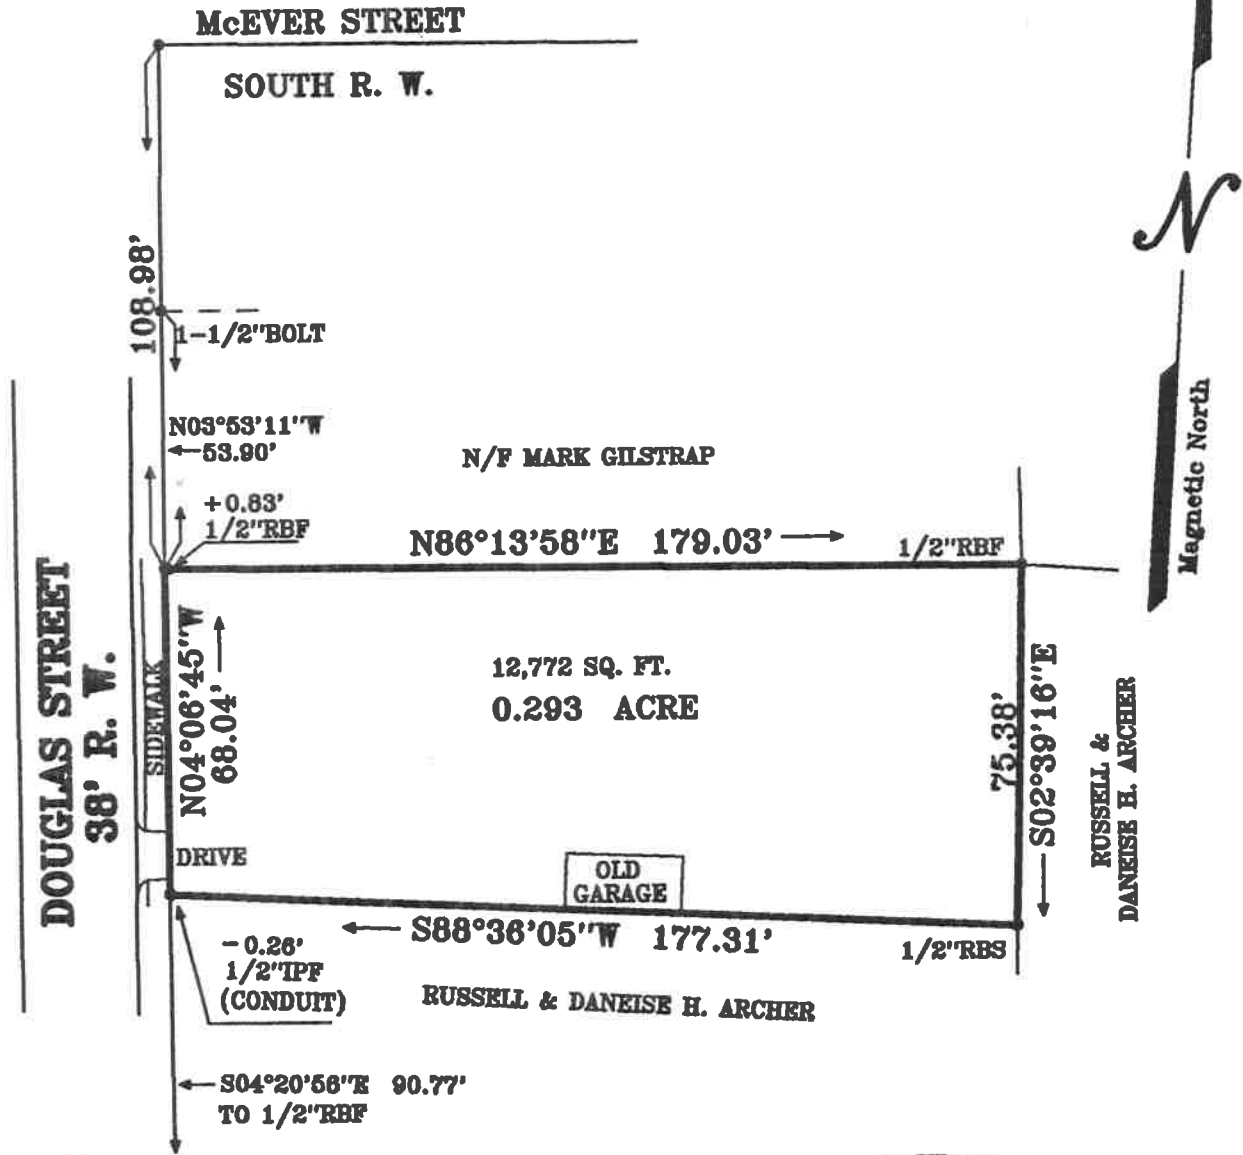 McEVER STREET
SOUTH R. W.
N
108.98'
1-1/2"BOLT
N03°53'11"W
53.90'
Magnetic North
N/F MARK GILSTRAP
+0.83'
1/2"RBF
N86°13'58"E 179.03'
1/2"RBF
DOUGLAS STREET
38' R. W.
SIDEWALK
N04°06'45"W
68.04'
12,772 SQ. FT.
0.293 ACRE
75.38'
S02°39'16"E
RUSSELL &
DANEISE H. ARCHER
DRIVE
OLD
GARAGE
S88°36'05"W 177.31'
1/2"RBS
-0.26'
1/2"IPF
(CONDUIT)
RUSSELL & DANEISE H. ARCHER
S04°20'56"E 90.77'
TO 1/2"RBF